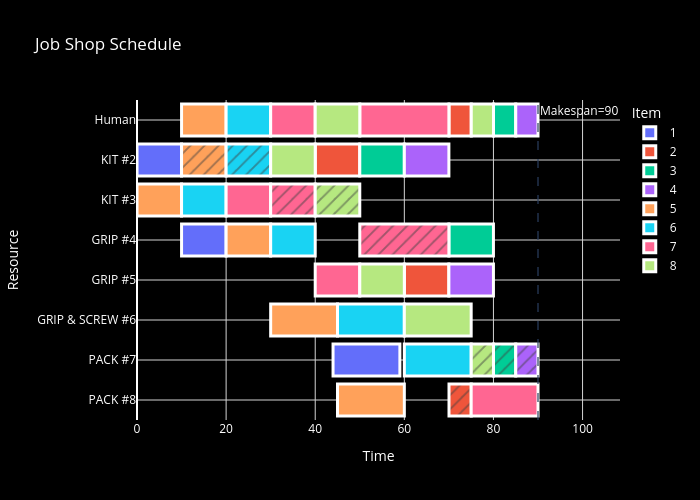 Job Shop Schedule
Makespan=90
Item
1
2
3
4
5
6
7
8
Resource
Human
KIT #2
KIT #3
GRIP #4
GRIP #5
GRIP & SCREW #6
PACK #7
PACK #8
0 20 40 60 80 100
Time